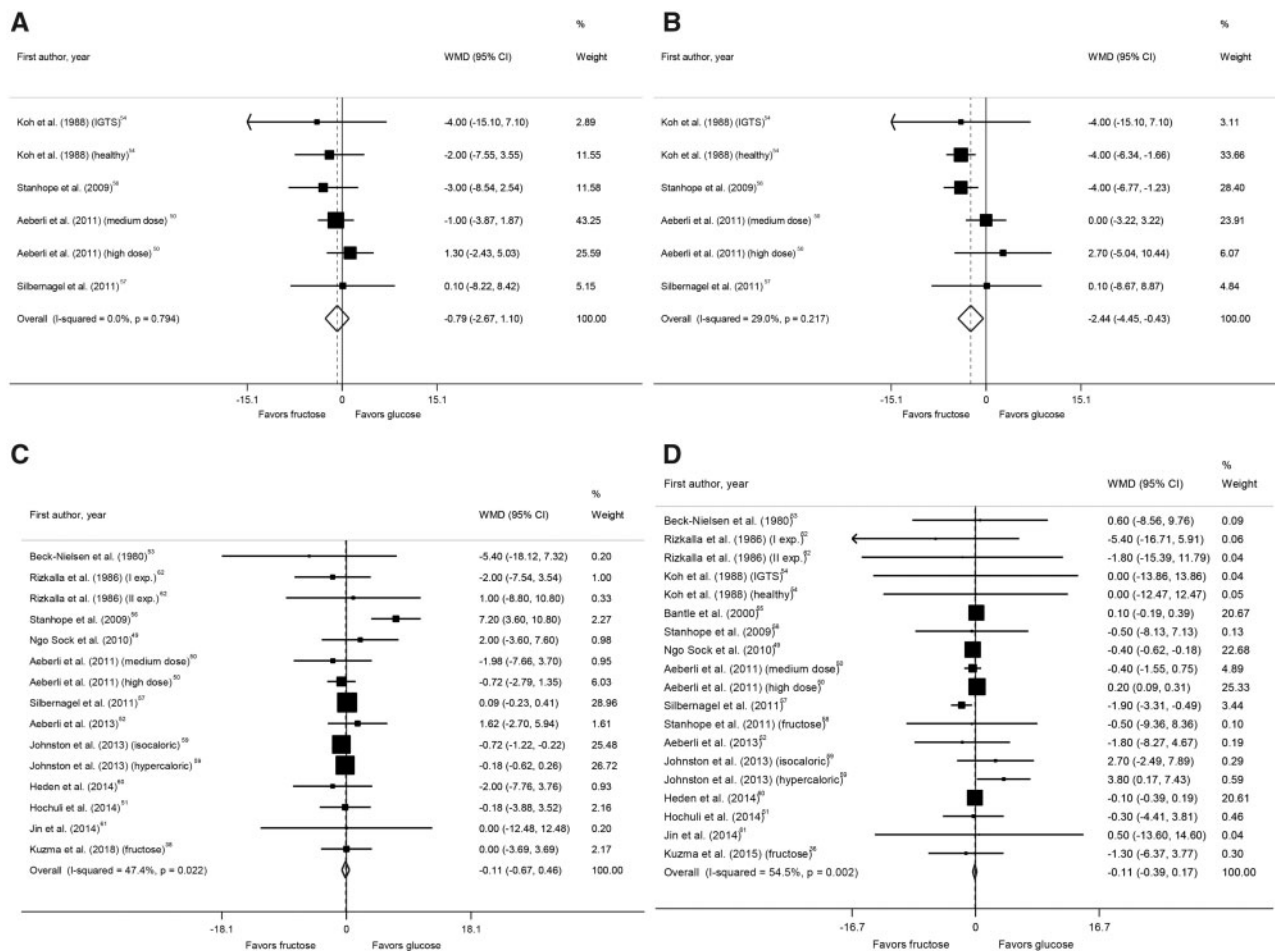 A
%
First author, year WMD (95% CI) Weight
Koh et al. (1988) (IGTS)54 -4.00 (-15.10, 7.10) 2.89
Koh et al. (1988) (healthy)54 -2.00 (-7.55, 3.55) 11.55
Stanhope et al. (2009)56 -3.00 (-8.54, 2.54) 11.58
Aeberli et al. (2011) (medium dose)50 -1.00 (-3.87, 1.87) 43.25
Aeberli et al. (2011) (high dose)50 1.30 (-2.43, 5.03) 25.59
Silbernagel et al. (2011)57 0.10 (-8.22, 8.42) 5.15
Overall (I-squared = 0.0%, p = 0.794) -0.79 (-2.67, 1.10) 100.00
-15.1 0 15.1
Favors fructose Favors glucose
B
%
First author, year WMD (95% CI) Weight
Koh et al. (1988) (IGTS)54 -4.00 (-15.10, 7.10) 3.11
Koh et al. (1988) (healthy)54 -4.00 (-6.34, -1.66) 33.66
Stanhope et al. (2009) -4.00 (-6.77, -1.23) 28.40
Aeberli et al. (2011) (medium dose) 0.00 (-3.22, 3.22) 23.91
Aeberli et al. (2011) (high dose) 2.70 (-5.04, 10.44) 6.07
Silbernagel et al. (2011)57 0.10 (-8.67, 8.87) 4.84
Overall (I-squared = 29.0%, p = 0.217) -2.44 (-4.45, -0.43) 100.00
-15.1 0 15.1
Favors fructose Favors glucose
C
%
First author, year WMD (95% CI) Weight
Beck-Nielsen et al. (1980) -5.40 (-18.12, 7.32) 0.20
Rizkalla et al. (1986) (I exp.)62 -2.00 (-7.54, 3.54) 1.00
Rizkalla et al. (1986) (II exp.)62 1.00 (-8.80, 10.80) 0.33
Stanhope et al. (2009) 7.20 (3.60, 10.80) 2.27
Ngo Sock et al. (2010)49 2.00 (-3.60, 7.60) 0.98
Aeberli et al. (2011) (medium dose) -1.98 (-7.66, 3.70) 0.95
Aeberli et al. (2011) (high dose)50 -0.72 (-2.79, 1.35) 6.03
Silbernagel et al. (2011)57 0.09 (-0.23, 0.41) 28.96
Aeberli et al. 2013) 1.62 (-2.70, 5.94) 1.61
Johnston et al. (2013) (isocaloric)59 -0.72 (-1.22, -0.22) 25.48
Johnston et al. (2013) (hypercaloric)59 -0.18 (-0.62, 0.26) 26.72
Heden et al. (2014)60 -2.00 (-7.76, 3.76) 0.93
Hochuli et al. (2014)51 -0.18 (-3.88, 3.52) 2.16
Jin et al. (2014)61 0.00 (-12.48, 12.48) 0.20
Kuzma et al. (2018) (fructose) 0.00 (-3.69, 3.69) 2.17
Overall (I-squared = 47.4%, p = 0.022) -0.11 (-0.67, 0.46) 100.00
-18.1 0 18.1
Favors fructose Favors glucose
D
%
First author, year WMD (95% CI) Weight
Beck-Nielsen et al. (1980) 0.60 (-8.56, 9.76) 0.09
Rizkalla et al. (1986) (I exp.)62 -5.40 (-16.71, 5.91) 0.06
Rizkalla et al. (1986) (II exp.)62 -1.80 (-15.39, 11.79) 0.04
Koh et al. (1988) (IGTS)54 0.00 (-13.86, 13.86) 0.04
Koh et al. (1988) (healthy)54 0.00 (-12.47, 12.47) 0.05
Bantle et al. (2000)55 0.10 (-0.19, 0.39) 20.67
Stanhope et al. (2009) -0.50 (-8.13, 7.13) 0.13
Ngo Sock et al. (2010)49 -0.40 (-0.62, -0.18) 22.68
Aeberli et al. (2011) (medium dose) -0.40 (-1.55, 0.75) 4.89
Aeberli et al. (2011) (high dose)50 0.20 (0.09, 0.31) 25.33
Silbernagel et al. (2011)57 -1.90 (-3.31, -0.49) 3.44
Stanhope et al. (2011) (fructose) -0.50 (-9.36, 8.36) 0.10
Aeberli et al. 2013) -1.80 (-8.27, 4.67) 0.19
Johnston et al. (2013) (isocaloric)59 2.70 (-2.49, 7.89) 0.29
Johnston et al. (2013) (hypercaloric)59 3.80 (0.17, 7.43) 0.59
Heden et al. (2014)60 -0.10 (-0.39, 0.19) 20.61
Hochuli et al. (2014)51 -0.30 (-4.41, 3.81) 0.46
Jin et al. (2014)61 0.50 (-13.60, 14.60) 0.04
Kuzma et al. (2015) (fructose) -1.30 (-6.37, 3.77) 0.30
Overall (I-squared = 54.5%, p = 0.002) -0.11 (-0.39, 0.17) 100.00
-16.7 0 16.7
Favors fructose Favors glucose